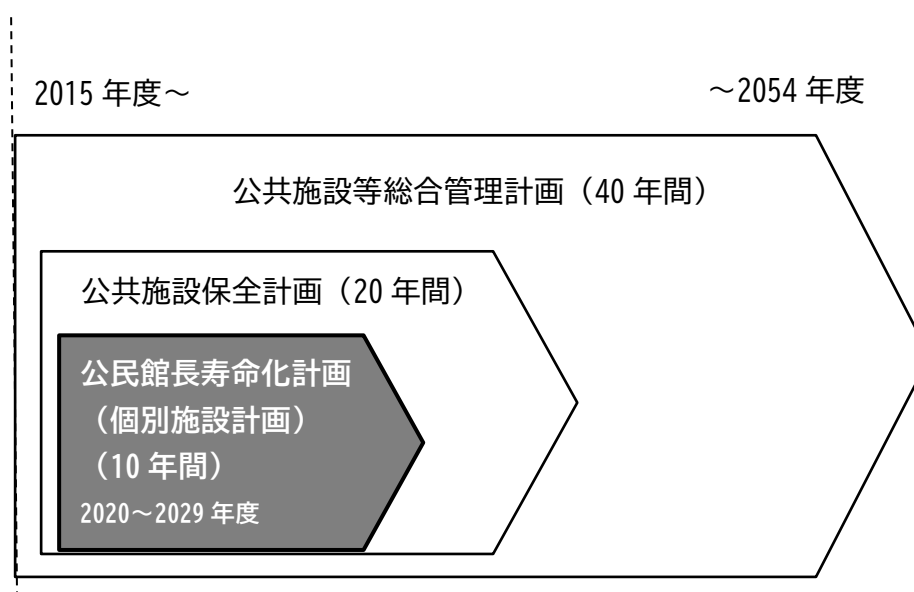 2015 年度～
～2054 年度
公共施設等総合管理計画（40 年間）
公共施設保全計画（20 年間）
公民館長寿命化計画
（個別施設計画）
（10 年間）
2020～2029 年度